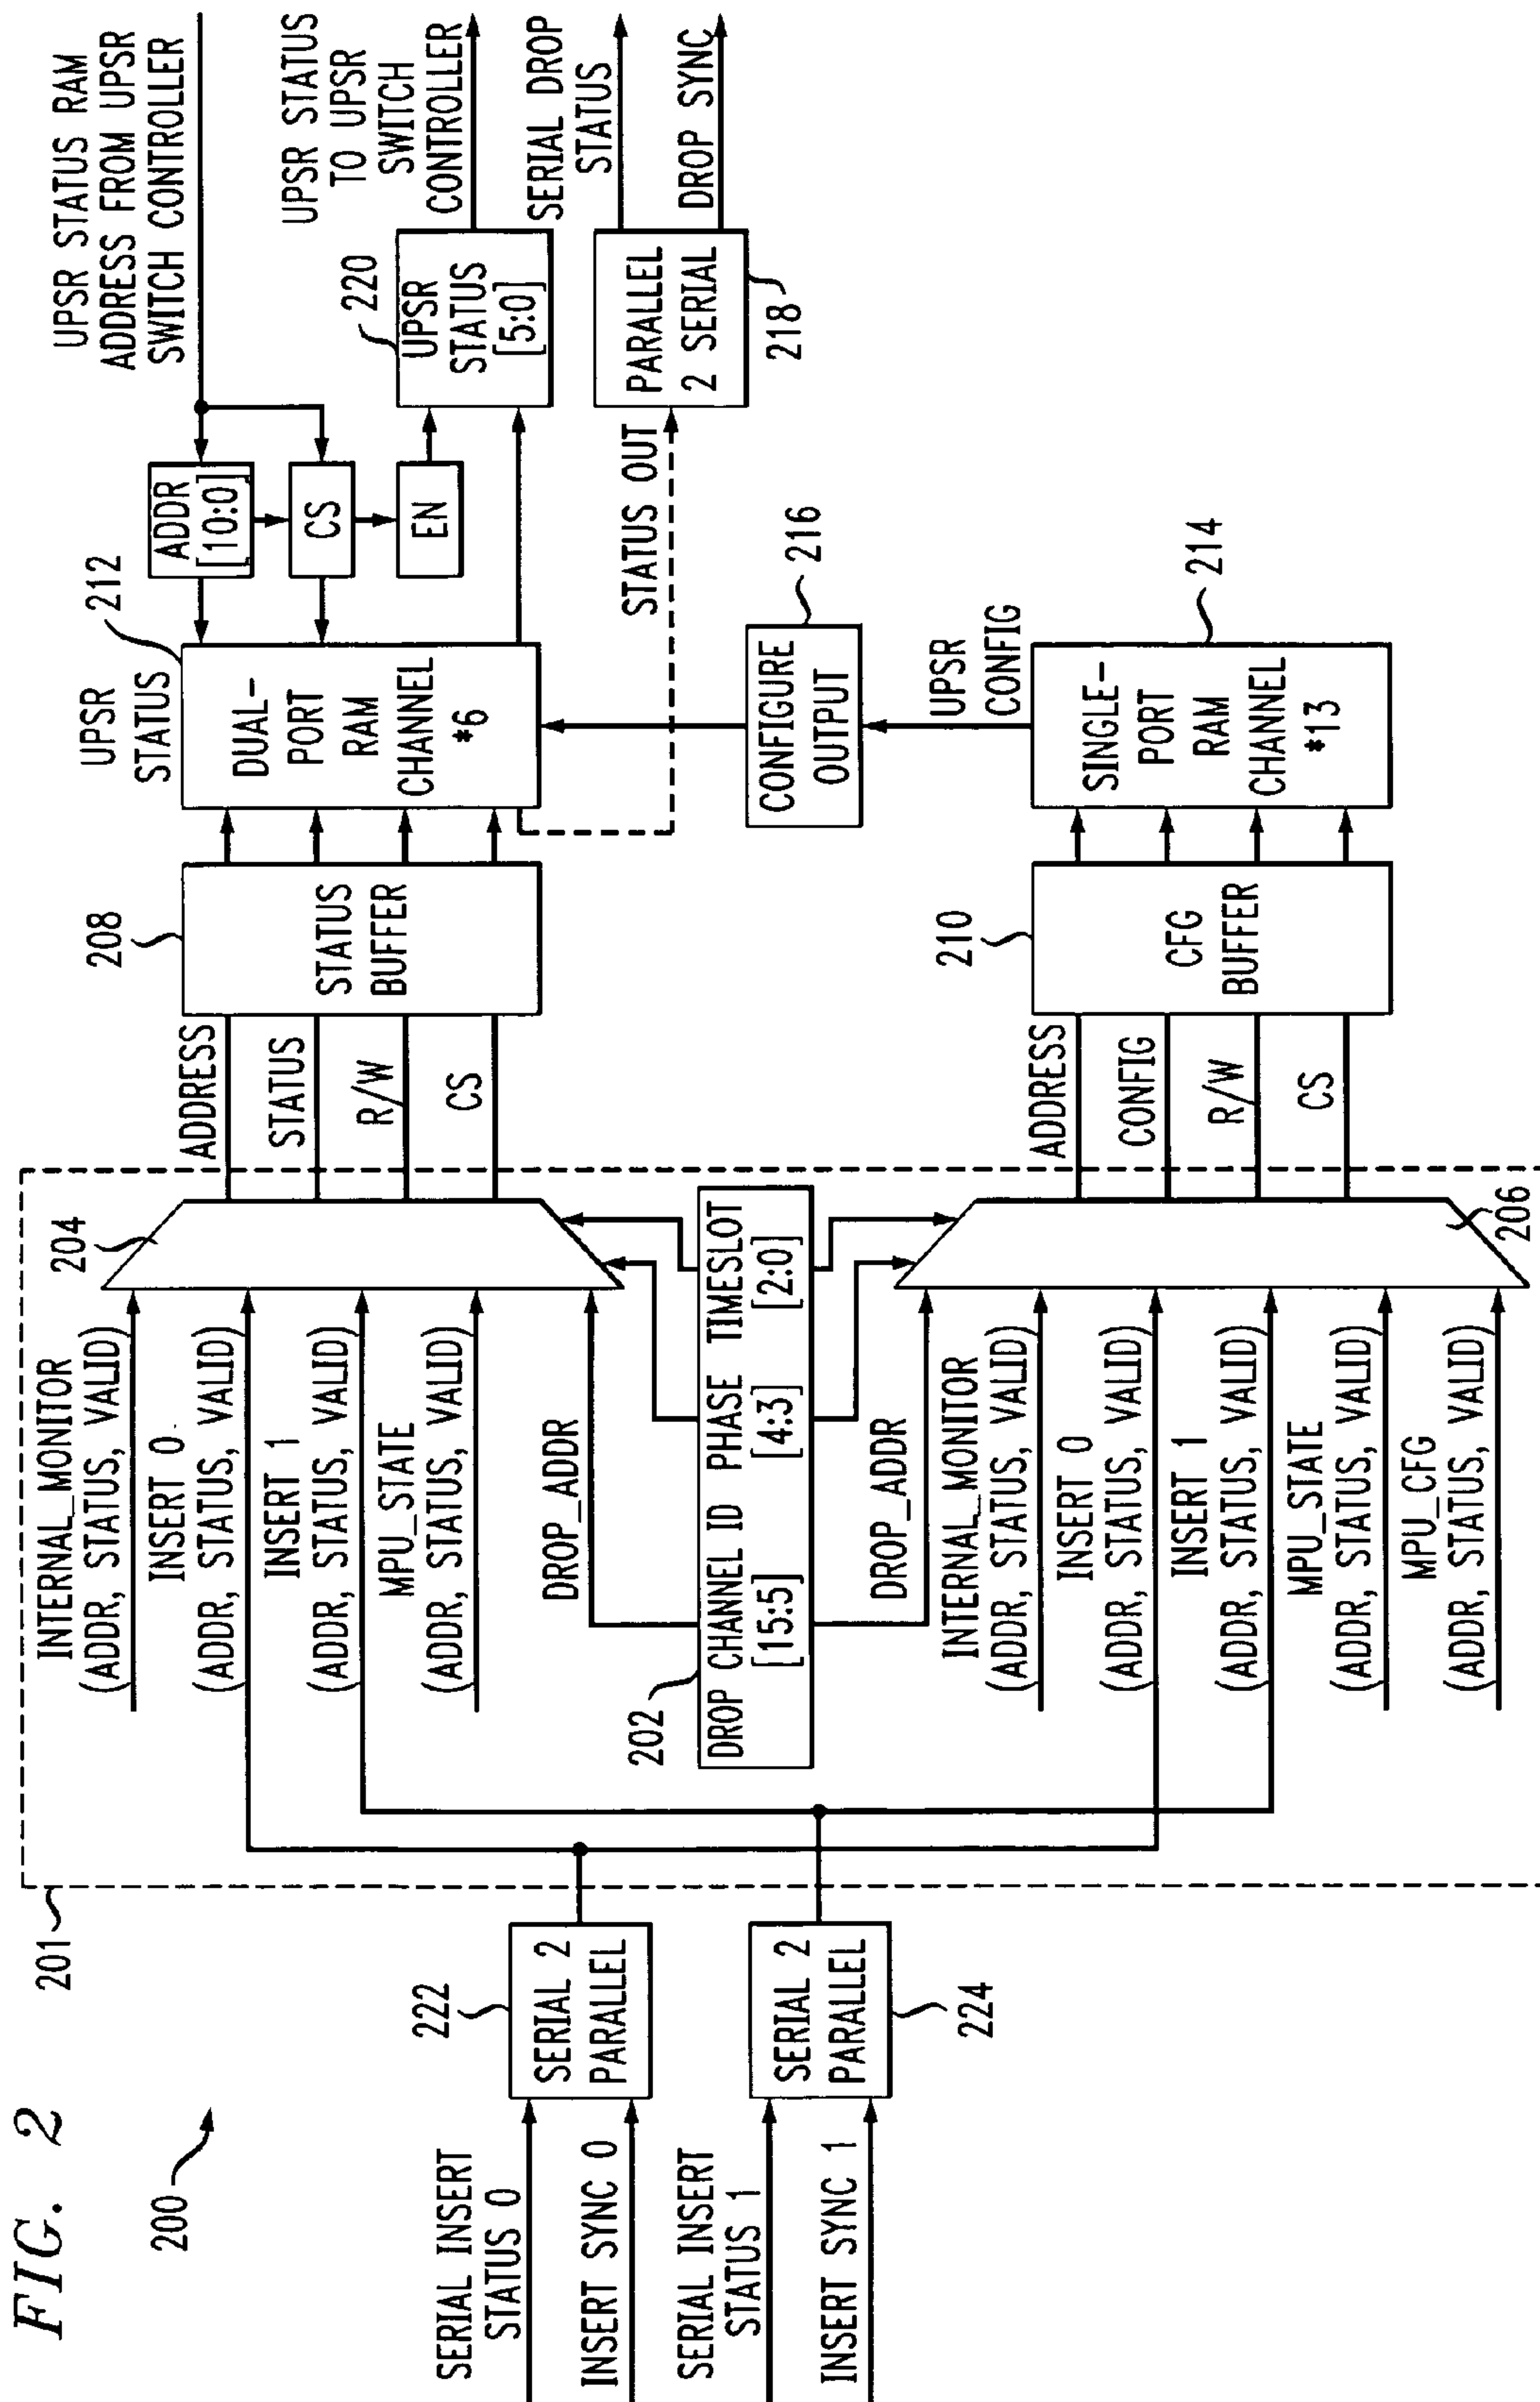 FIG. 2
200
201
SERIAL INSERT
STATUS 0
INSERT SYNC 0
SERIAL INSERT
STATUS 1
INSERT SYNC 1
222
SERIAL 2
PARALLEL
SERIAL 2
PARALLEL
224
INTERNAL_MONITOR
(ADDR, STATUS, VALID)
INSERT 0
(ADDR, STATUS, VALID)
INSERT 1
(ADDR, STATUS, VALID)
MPU_STATE
(ADDR, STATUS, VALID)
DROP_ADDR
204
202
DROP CHANNEL ID PHASE TIMESLOT
[15:5] [4:3] [2:0]
DROP_ADDR
INTERNAL_MONITOR
(ADDR, STATUS, VALID)
INSERT 0
(ADDR, STATUS, VALID)
INSERT 1
(ADDR, STATUS, VALID)
MPU_STATE
(ADDR, STATUS, VALID)
MPU_CFG
(ADDR, STATUS, VALID)
206
ADDRESS
STATUS
R/W
CS
208
STATUS
BUFFER
ADDRESS
CONFIG
R/W
CS
210
CFG
BUFFER
UPSR
STATUS
212
DUAL-
PORT
RAM
CHANNEL
*6
CONFIGURE
OUTPUT
216
UPSR
CONFIG
SINGLE-
PORT
RAM
CHANNEL
*13
214
ADDR
[10:0]
CS
EN
STATUS OUT
UPSR STATUS RAM
ADDRESS FROM UPSR
SWITCH CONTROLLER
220
UPSR
STATUS
[5:0]
UPSR STATUS
TO UPSR
SWITCH
CONTROLLER
PARALLEL
2 SERIAL
218
SERIAL DROP
STATUS
DROP SYNC